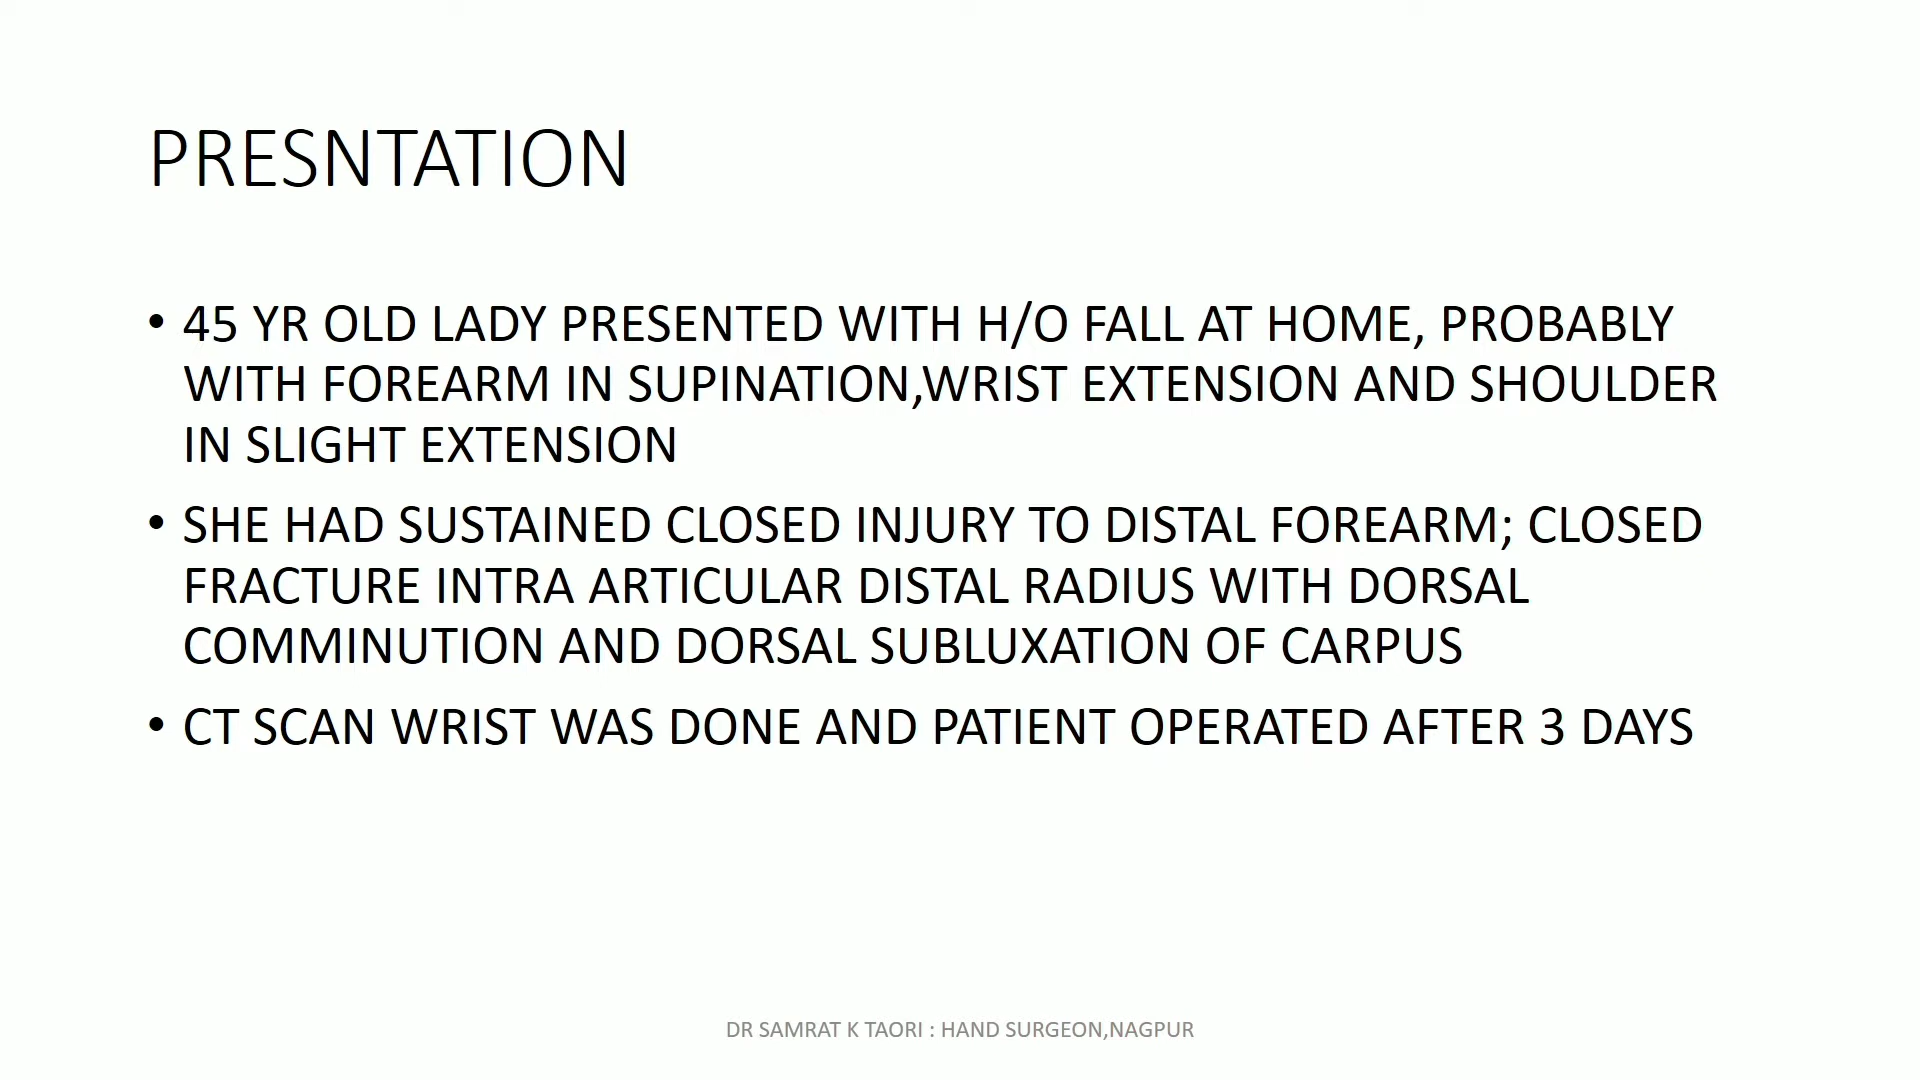 PRESNTATION
• 45 YR OLD LADY PRESENTED WITH H/O FALL AT HOME, PROBABLY
WITH FOREARM IN SUPINATION,WRIST EXTENSION AND SHOULDER
IN SLIGHT EXTENSION
• SHE HAD SUSTAINED CLOSED INJURY TO DISTAL FOREARM; CLOSED
FRACTURE INTRA ARTICULAR DISTAL RADIUS WITH DORSAL
COMMINUTION AND DORSAL SUBLUXATION OF CARPUS
• CT SCAN WRIST WAS DONE AND PATIENT OPERATED AFTER 3 DAYS
DR SAMRAT K TAORI : HAND SURGEON,NAGPUR